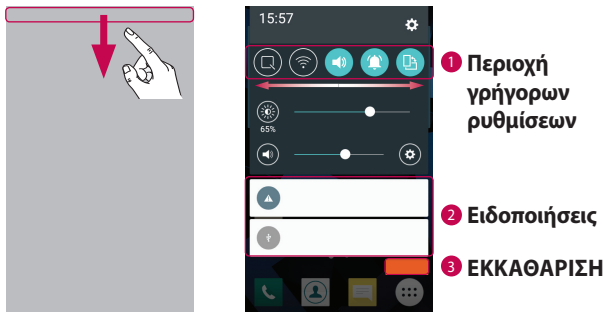 15:57
65%
1 Περιοχή
γρήγορων
ρυθμίσεων
2 Ειδοποιήσεις
3 ΕΚΚΑΘΑΡΙΣΗ